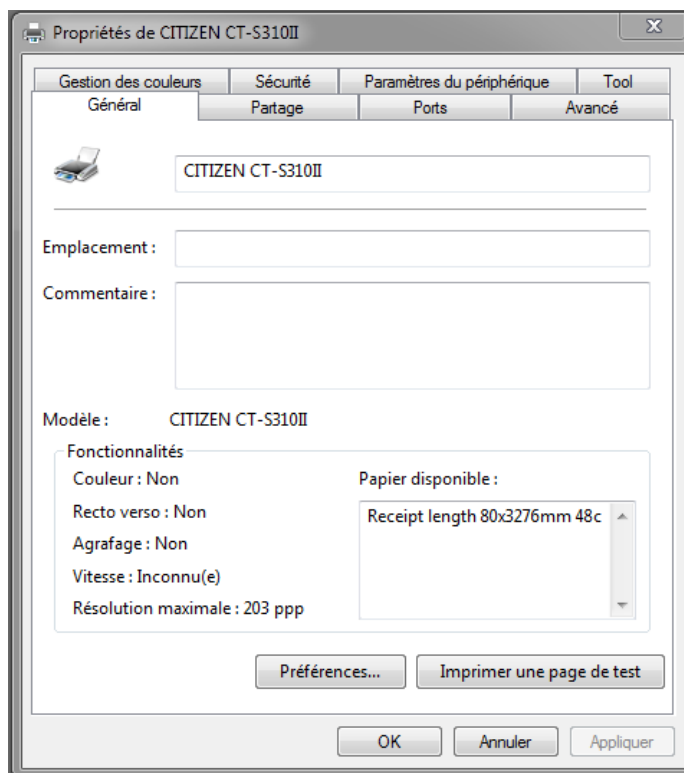 Propriétés de CITIZEN CT-S310II
Gestion des couleurs Sécurité Paramètres du périphérique Tool
Général Partage Ports Avancé
CITIZEN CT-S310II
Emplacement :
Commentaire :
Modèle : CITIZEN CT-S310II
Fonctionnalités
Couleur : Non Papier disponible :
Recto verso : Non Receipt length 80x3276mm 48c
Agrafage : Non
Vitesse : Inconnu(e)
Résolution maximale : 203 ppp
Préférences... Imprimer une page de test
OK Annuler Appliquer